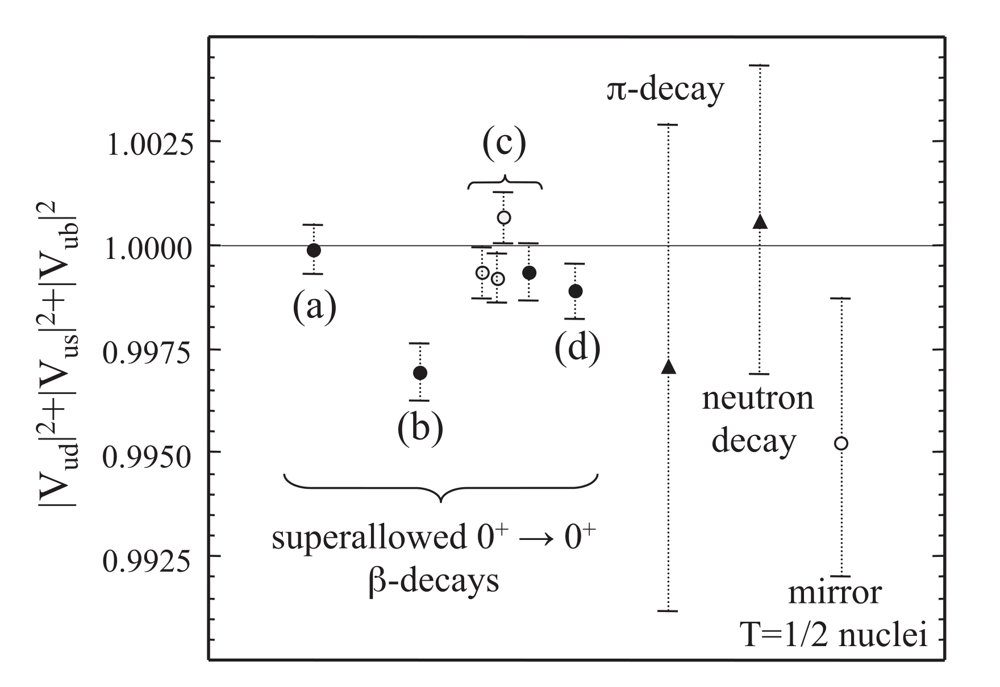 |V_ud|²+|V_us|²+|V_ub|²
1.0025
1.0000
0.9975
0.9950
0.9925
π-decay
(c)
(a)
(d)
(b)
neutron
decay
superallowed 0⁺ → 0⁺
β-decays
mirror
T=1/2 nuclei